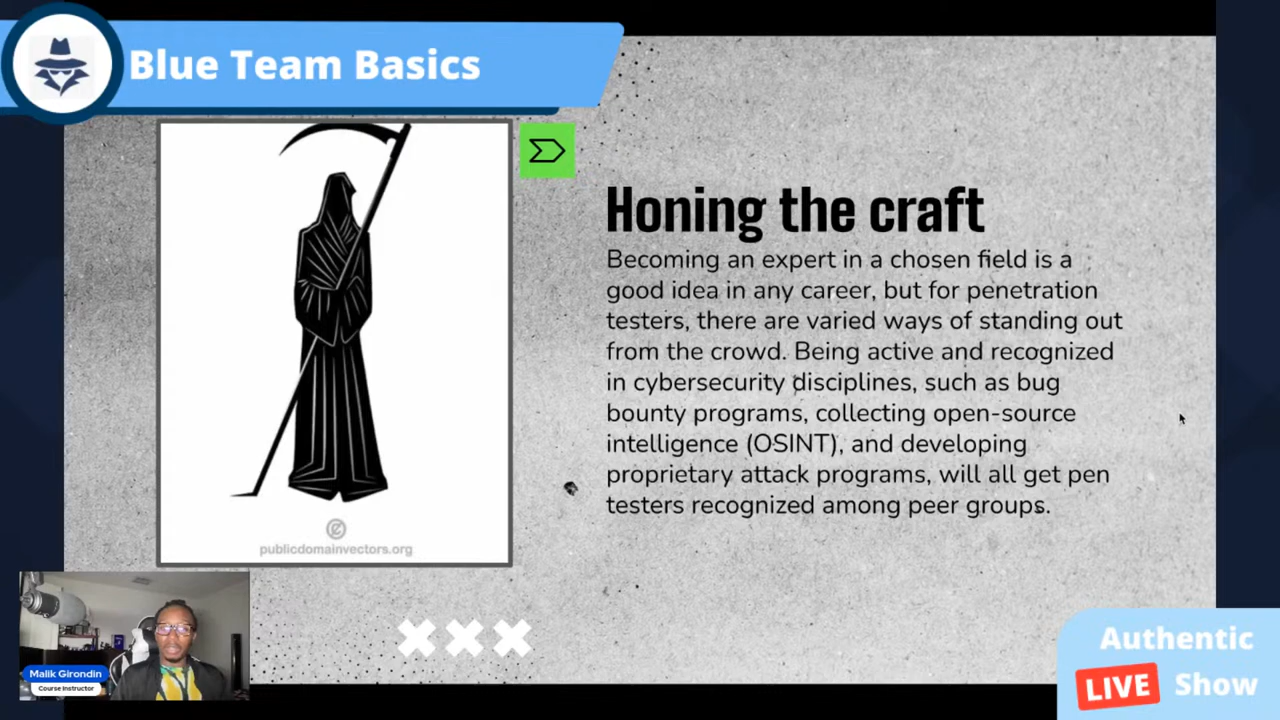 Blue Team Basics
Honing the craft
Becoming an expert in a chosen field is a
good idea in any career, but for penetration
testers, there are varied ways of standing out
from the crowd. Being active and recognized
in cybersecurity disciplines, such as bug
bounty programs, collecting open-source
intelligence (OSINT), and developing
proprietary attack programs, will all get pen
testers recognized among peer groups.
publicdomainvectors.org
Malik Girondin
Course Instructor
Authentic
LIVE Show